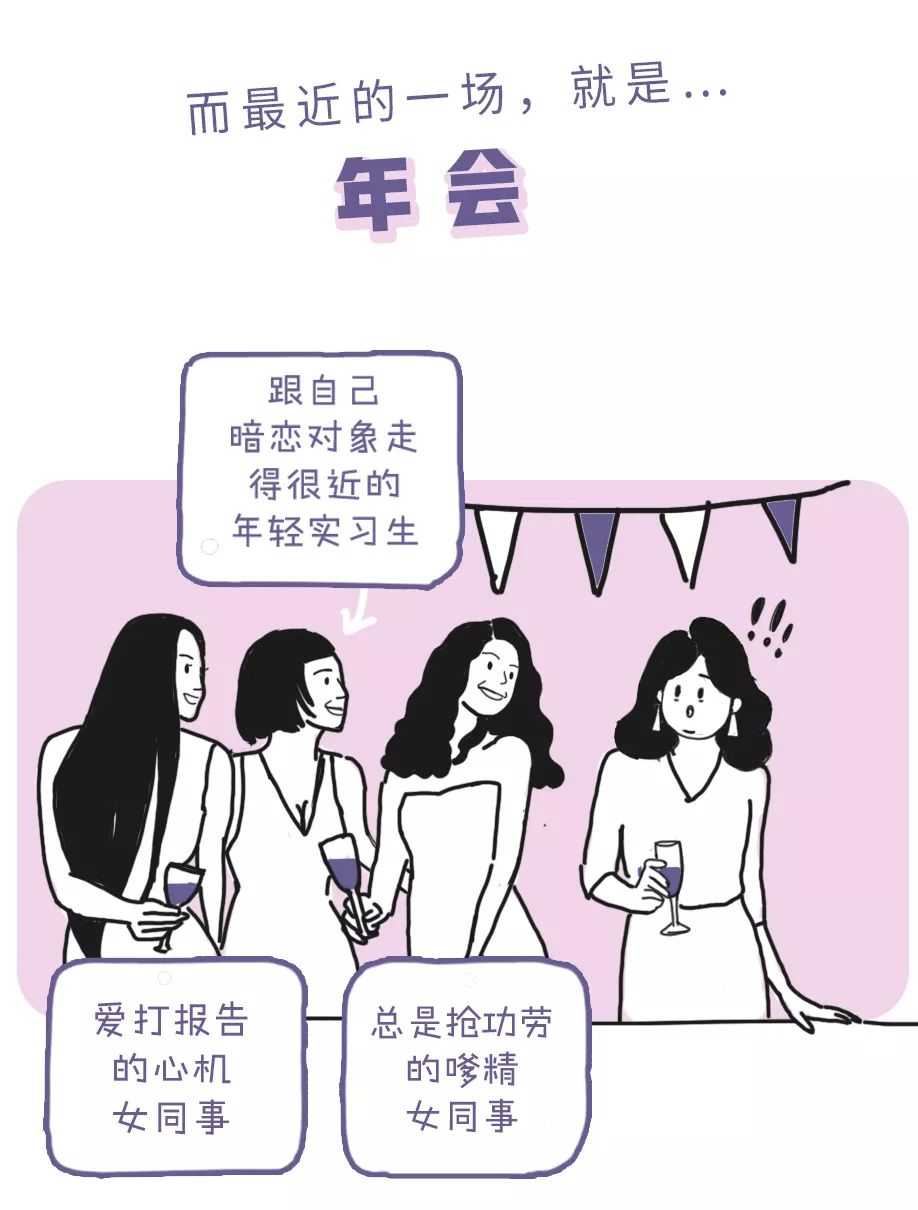 而最近的一场，就是...
年会
跟自己
暗恋对象走
得很近的
年轻实习生
爱打报告
的心机
女同事
总是抢功劳
的嗲精
女同事